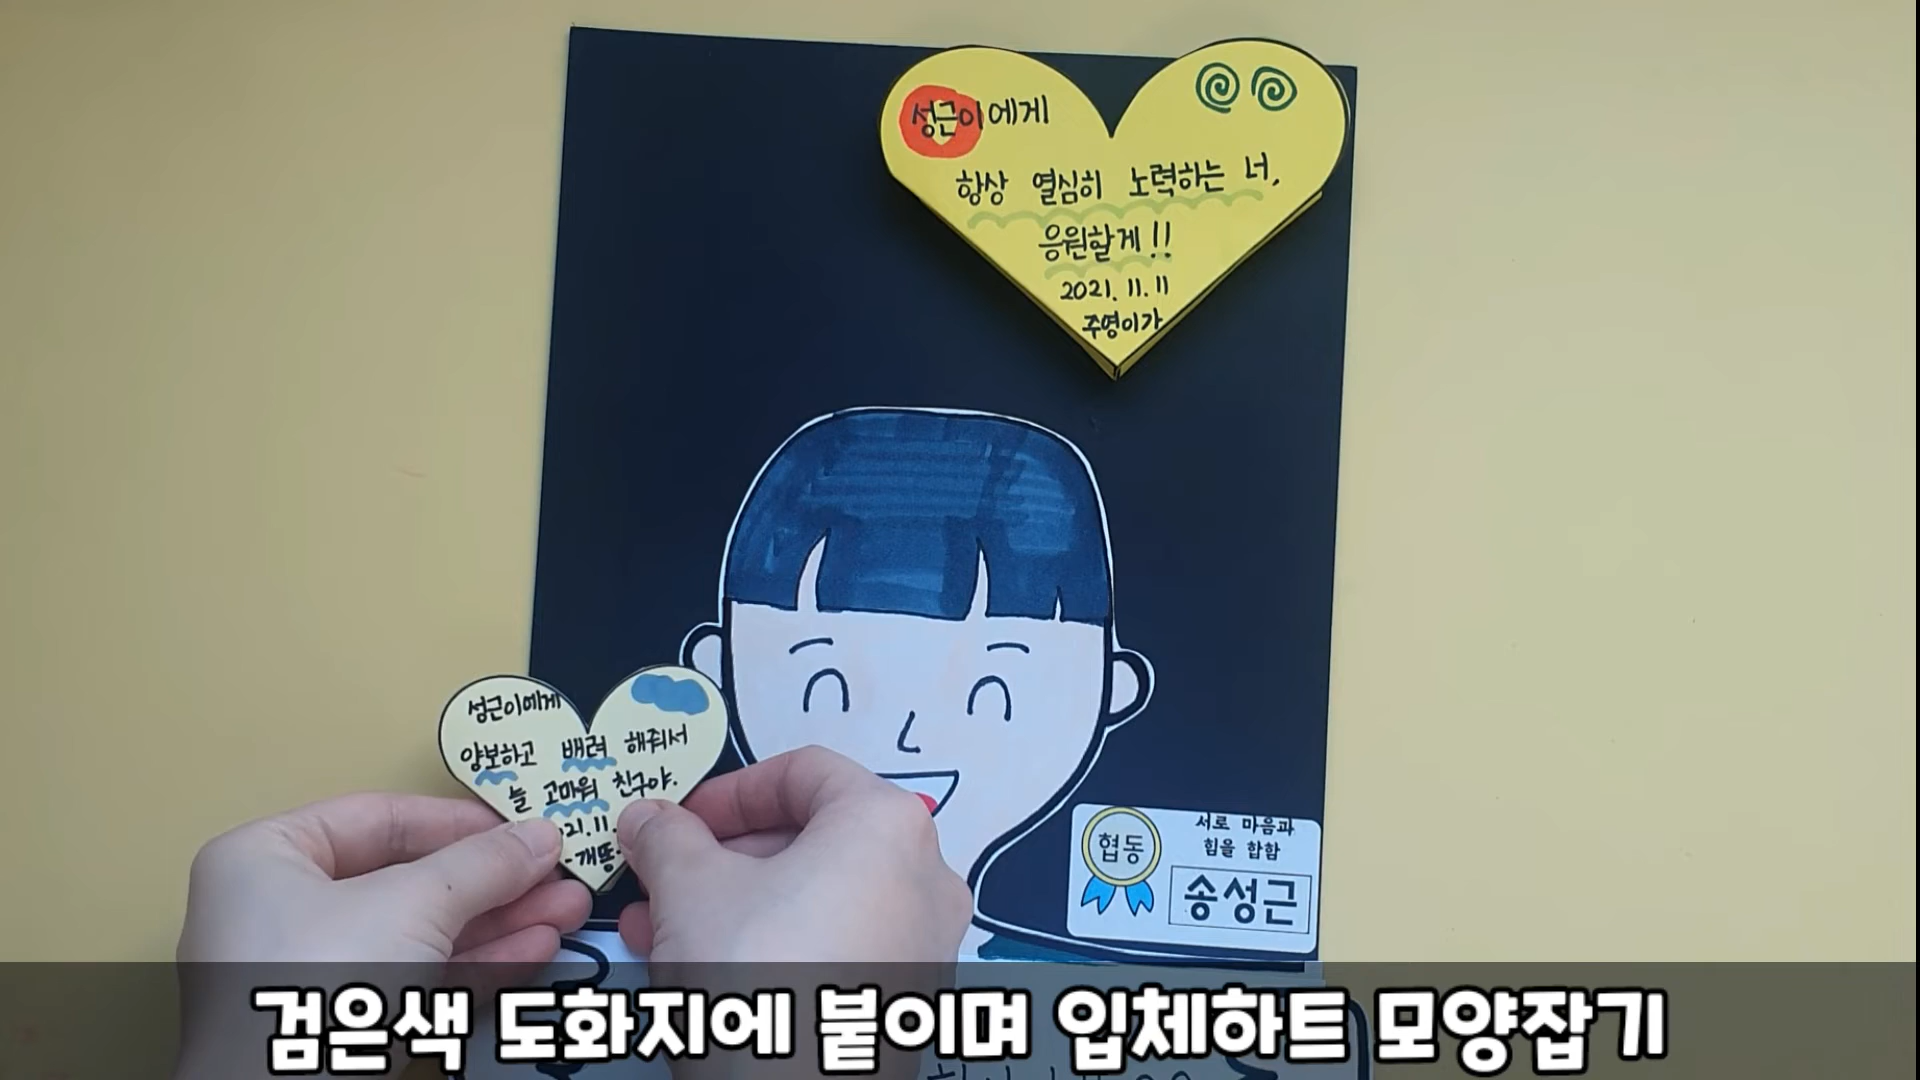 성근이에게
항상 열심히 노력하는 너,
응원할게!!
2021. 11. 11
주영이가
성근이에게
양보하고 배려 해줘서
늘 고마워 친구야.
21.11.
-개똥-
협동
서로 마음과
힘을 합함
송성근
검은색 도화지에 붙이며 입체하트 모양잡기